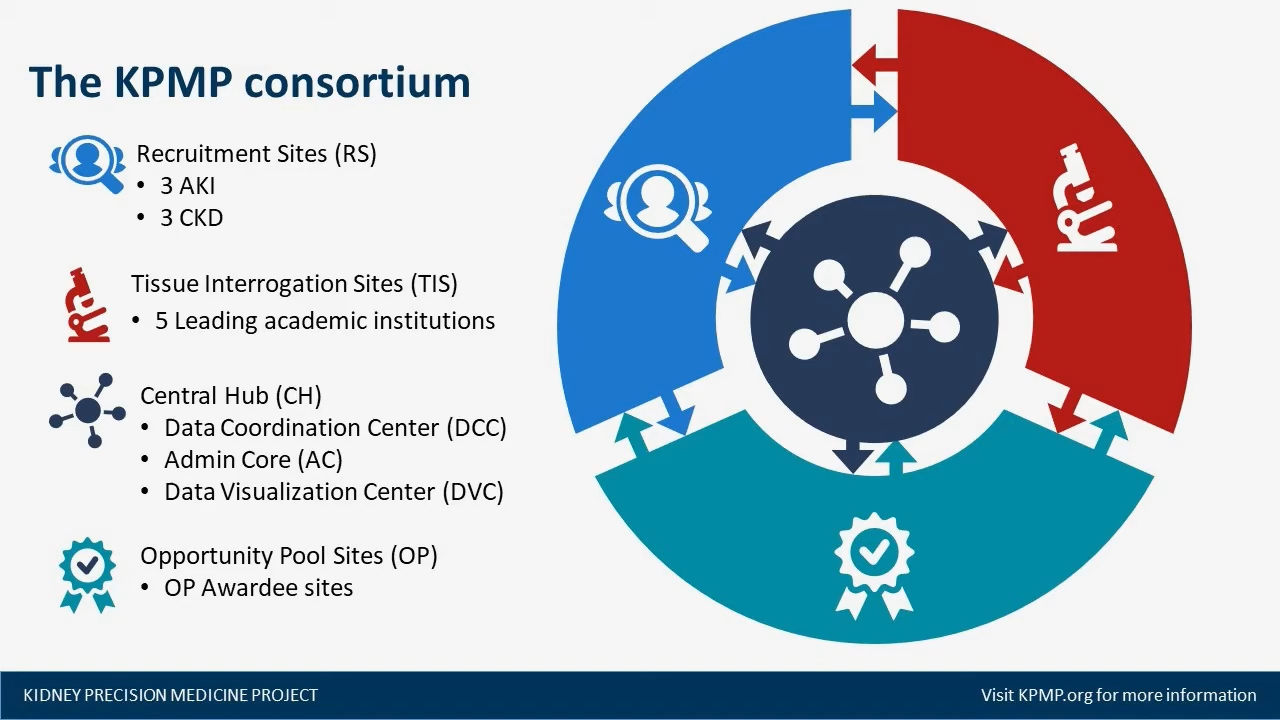 The KPMP consortium
Recruitment Sites (RS)
• 3 AKI
• 3 CKD
Tissue Interrogation Sites (TIS)
• 5 Leading academic institutions
Central Hub (CH)
• Data Coordination Center (DCC)
• Admin Core (AC)
• Data Visualization Center (DVC)
Opportunity Pool Sites (OP)
• OP Awardee sites
KIDNEY PRECISION MEDICINE PROJECT
Visit KPMP.org for more information